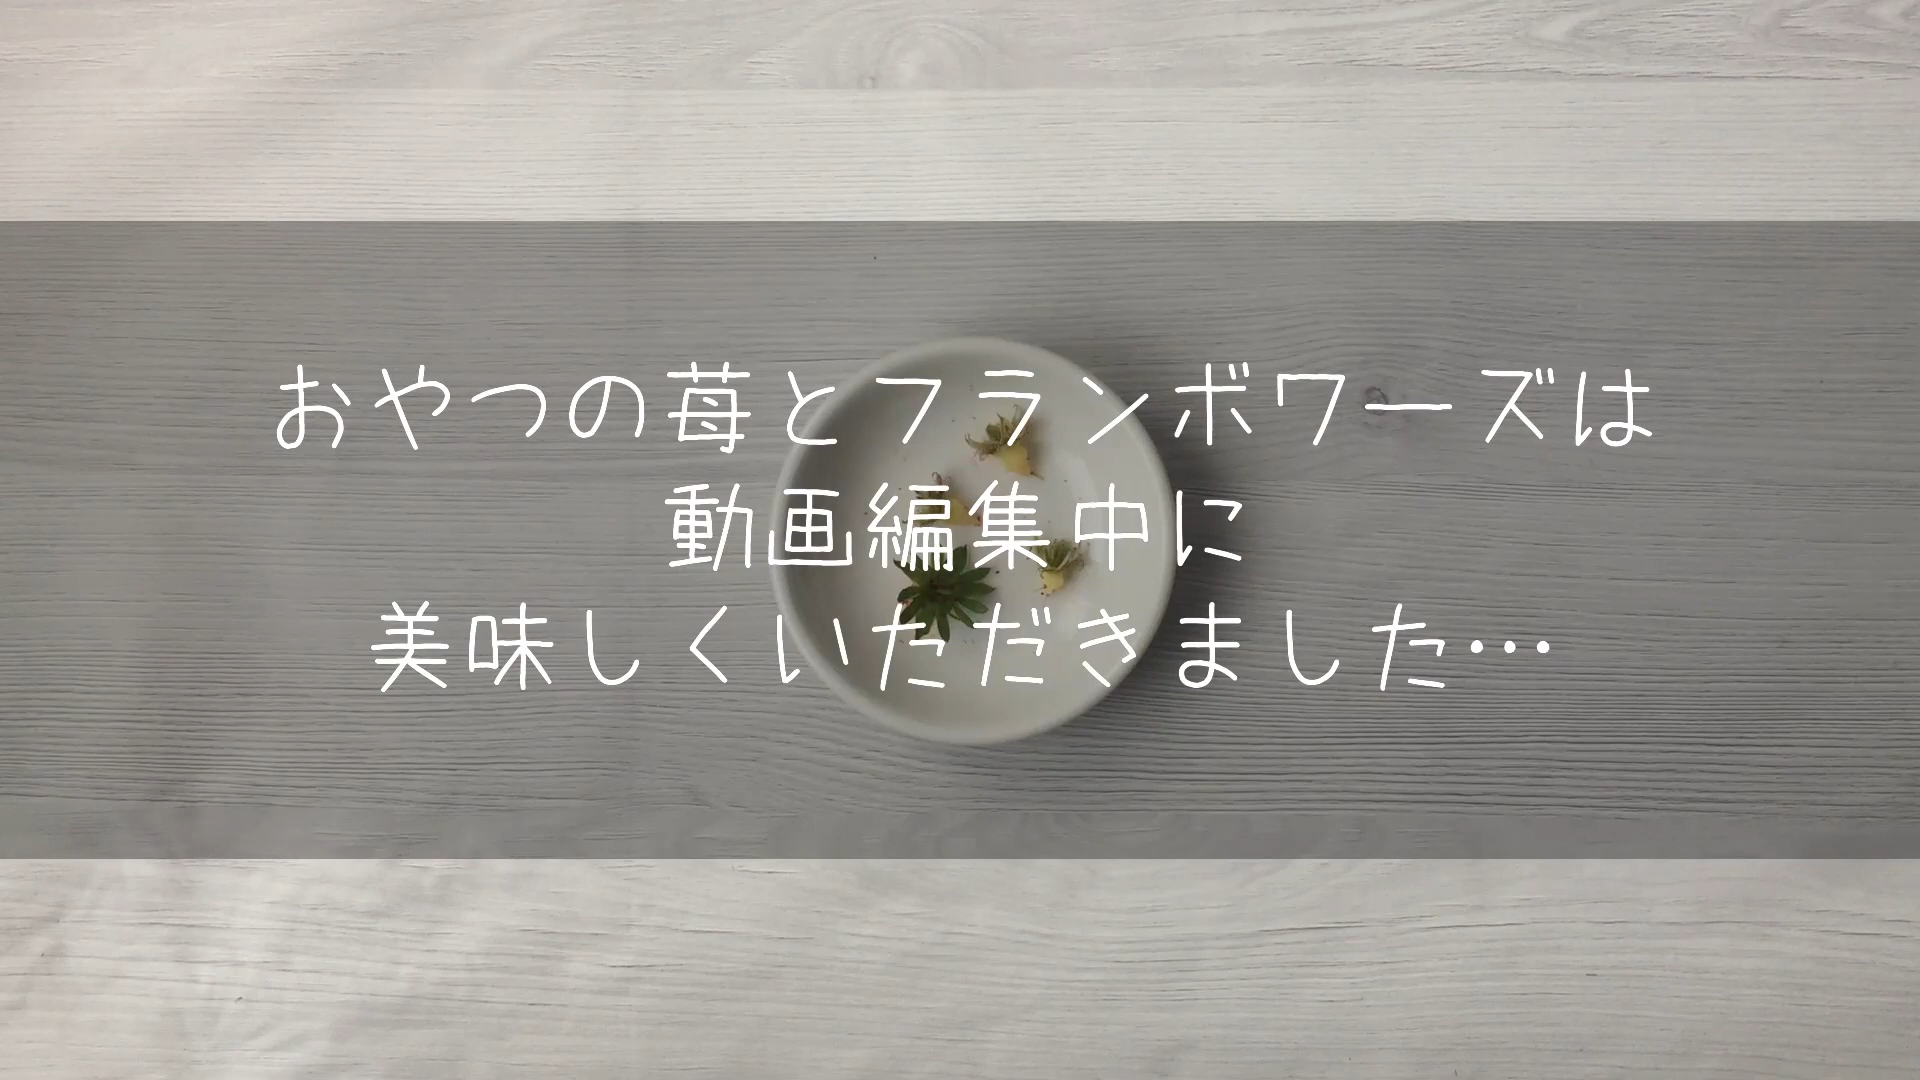 おやつの苺とフランボワーズは
動画編集中に
美味しくいただきました…